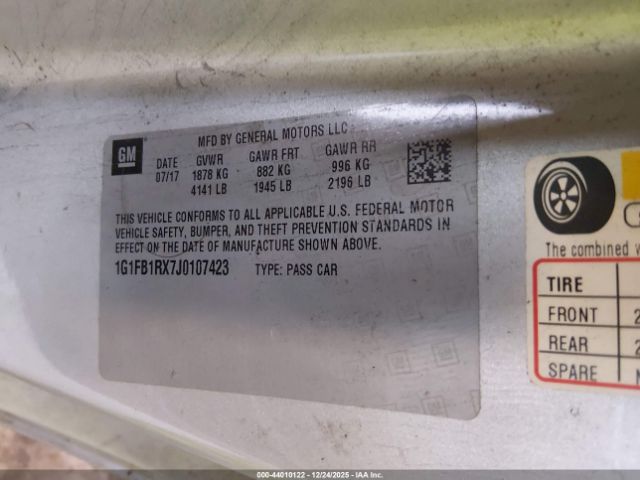 GM
MFD BY GENERAL MOTORS LLC
DATE GVWR GAWR FRT GAWR RR
07/17 1878 KG 882 KG 996 KG
4141 LB 1945 LB 2196 LB
THIS VEHICLE CONFORMS TO ALL APPLICABLE U.S. FEDERAL MOTOR
VEHICLE SAFETY, BUMPER, AND THEFT PREVENTION STANDARDS IN
EFFECT ON THE DATE OF MANUFACTURE SHOWN ABOVE.
1G1FB1RX7J0107423 TYPE: PASS CAR
The combined
TIRE
FRONT 2
REAR 2
SPARE
000-44010122 - 12/24/2025 - IAA Inc.